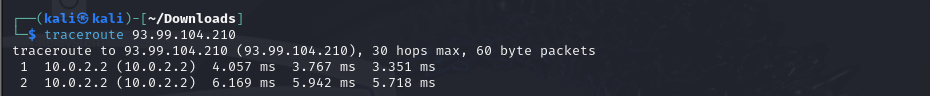 ┌──(kali㉿kali)-[~/Downloads]
└─$ traceroute 93.99.104.210
traceroute to 93.99.104.210 (93.99.104.210), 30 hops max, 60 byte packets
 1  10.0.2.2 (10.0.2.2)  4.057 ms  3.767 ms  3.351 ms
 2  10.0.2.2 (10.0.2.2)  6.169 ms  5.942 ms  5.718 ms